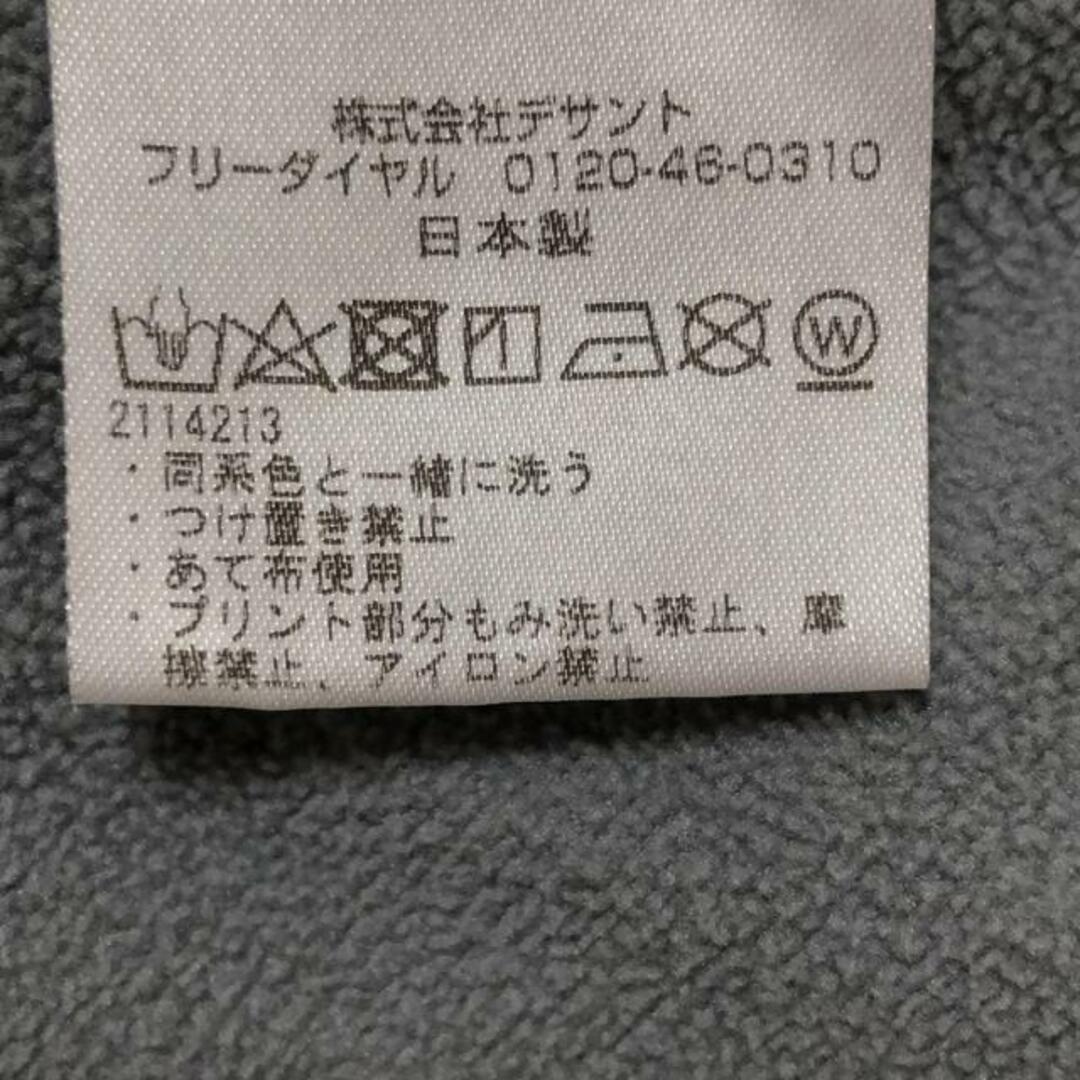 株式会社デサント
フリーダイヤル 0120-46-0310
日本製
W
2114213
・同系色と一緒に洗う
・つけ置き禁止
・あて布使用
・プリント部分もみ洗い禁止、摩
擦禁止、アイロン禁止